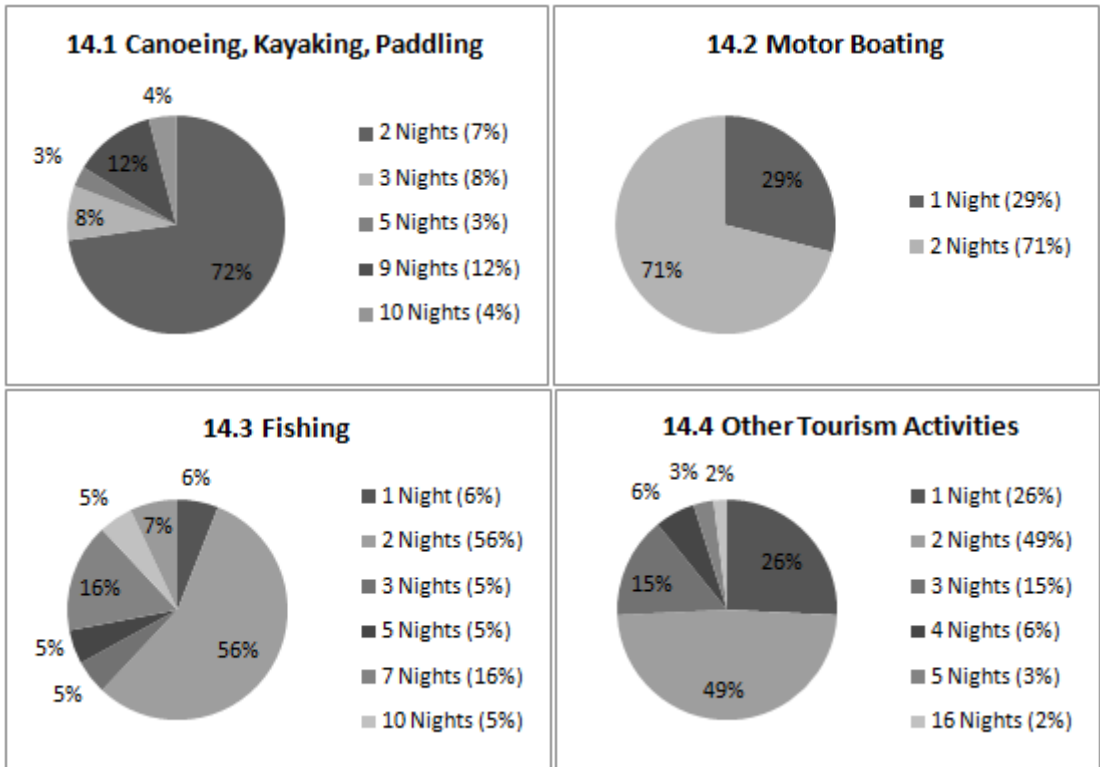 14.1 Canoeing, Kayaking, Paddling
4%
3%
12%
8%
72%
2 Nights (7%)
3 Nights (8%)
5 Nights (3%)
9 Nights (12%)
10 Nights (4%)
14.2 Motor Boating
29%
71%
1 Night (29%)
2 Nights (71%)
14.3 Fishing
6%
5%
7%
16%
56%
5%
5%
1 Night (6%)
2 Nights (56%)
3 Nights (5%)
5 Nights (5%)
7 Nights (16%)
10 Nights (5%)
14.4 Other Tourism Activities
3%
2%
6%
26%
15%
49%
1 Night (26%)
2 Nights (49%)
3 Nights (15%)
4 Nights (6%)
5 Nights (3%)
16 Nights (2%)